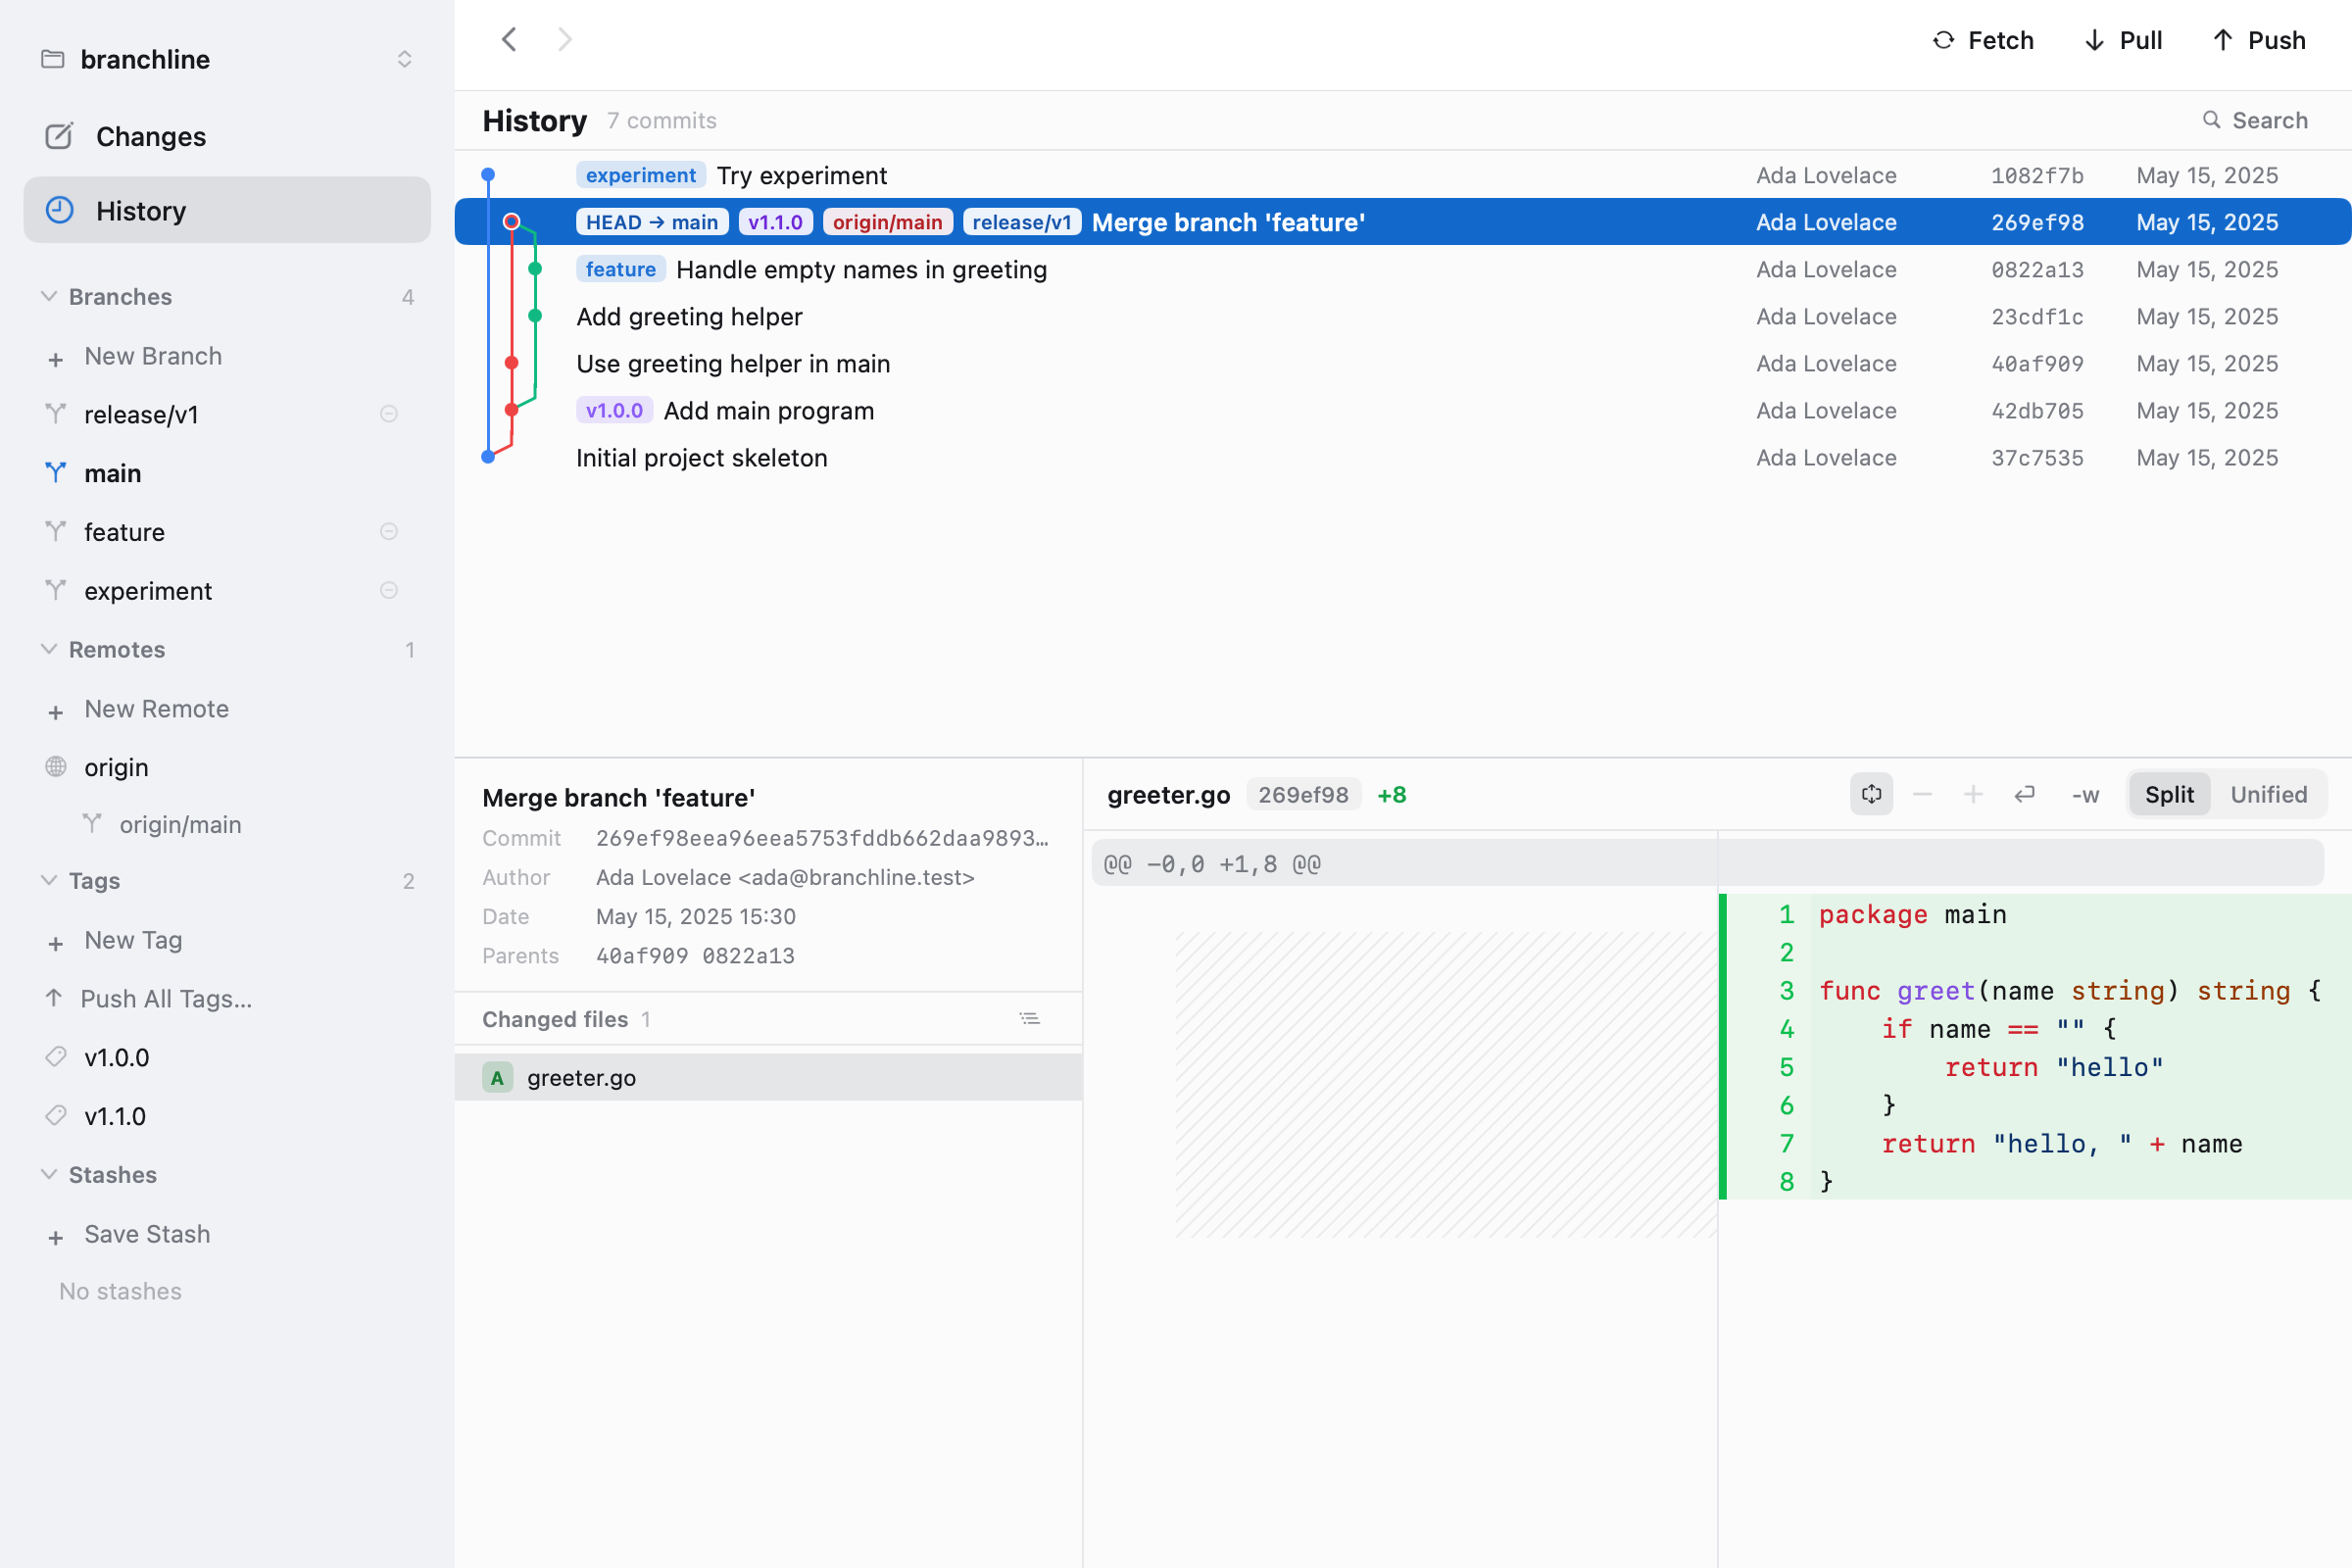 branchline
Changes
History
Branches 4
+ New Branch
release/v1
main
feature
experiment
Remotes 1
+ New Remote
origin
origin/main
Tags 2
+ New Tag
Push All Tags...
v1.0.0
v1.1.0
Stashes
+ Save Stash
No stashes
Fetch Pull Push
History 7 commits Search
experiment Try experiment Ada Lovelace 1082f7b May 15, 2025
HEAD → main v1.1.0 origin/main release/v1 Merge branch 'feature' Ada Lovelace 269ef98 May 15, 2025
feature Handle empty names in greeting Ada Lovelace 0822a13 May 15, 2025
Add greeting helper Ada Lovelace 23cdf1c May 15, 2025
Use greeting helper in main Ada Lovelace 40af909 May 15, 2025
v1.0.0 Add main program Ada Lovelace 42db705 May 15, 2025
Initial project skeleton Ada Lovelace 37c7535 May 15, 2025
Merge branch 'feature'
Commit 269ef98eea96eea5753fddb662daa9893…
Author Ada Lovelace <ada@branchline.test>
Date May 15, 2025 15:30
Parents 40af909 0822a13
Changed files 1
A greeter.go
greeter.go 269ef98 +8 -w Split Unified
@@ −0,0 +1,8 @@
1 package main
2
3 func greet(name string) string {
4 if name == "" {
5 return "hello"
6 }
7 return "hello, " + name
8 }